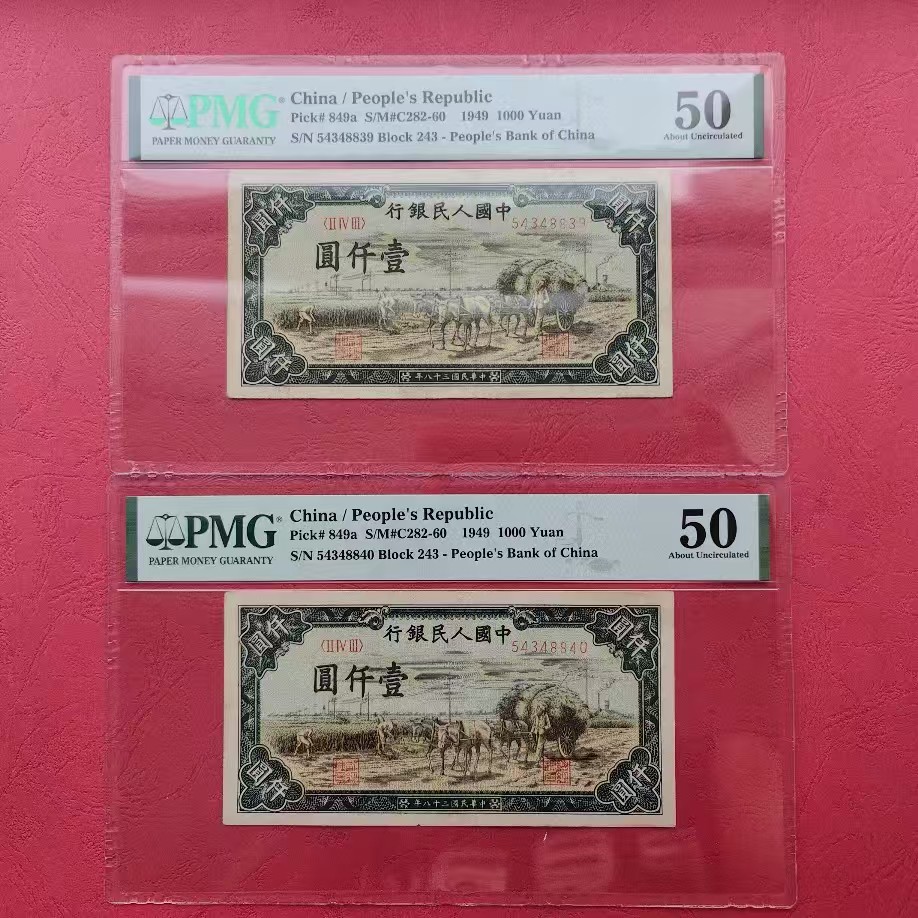 PMG
PAPER MONEY GUARANTY
China / People's Republic
Pick# 849a S/M#C282-60 1949 1000 Yuan
S/N 54348839 Block 243 - People's Bank of China
50
About Uncirculated
圓仟
行銀民人國中
圓仟
〈II IV III〉
54348839
圓仟壹
圓仟
年八十三國民華中
圓仟
PMG
PAPER MONEY GUARANTY
China / People's Republic
Pick# 849a S/M#C282-60 1949 1000 Yuan
S/N 54348840 Block 243 - People's Bank of China
50
About Uncirculated
圓仟
行銀民人國中
圓仟
〈II IV III〉
54348840
圓仟壹
圓仟
年八十三國民華中
圓仟